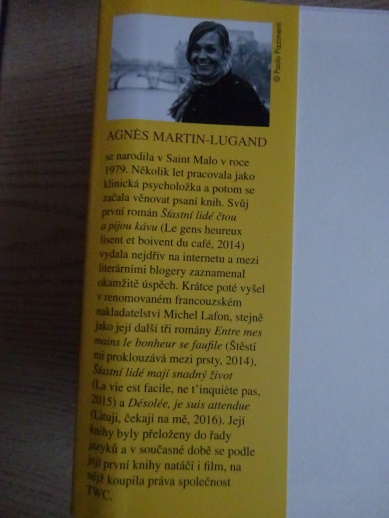 © Paolo Pizzimenti
AGNÈS MARTIN-LUGAND
se narodila v Saint Malo v roce
1979. Několik let pracovala jako
klinická psycholožka a potom se
začala věnovat psaní knih. Svůj
první román Šťastní lidé čtou
a pijou kávu (Le gens heureux
lisent et boivent du café, 2014)
vydala nejdřív na internetu a mezi
literárními blogery zaznamenal
okamžitě úspěch. Krátce poté vyšel
v renomovaném francouzském
nakladatelství Michel Lafon, stejně
jako její další tři romány Entre mes
mains le bonheur se faufile (Štěstí
mi proklouzává mezi prsty, 2014),
Šťastní lidé mají snadný život
(La vie est facile, ne t'inquiète pas,
2015) a Désolée, je suis attendue
(Lituji, čekají na mě, 2016). Její
knihy byly přeloženy do řady
jazyků a v současné době se podle
její první knihy natáčí i film, na
nějž koupila práva společnost
TWC.